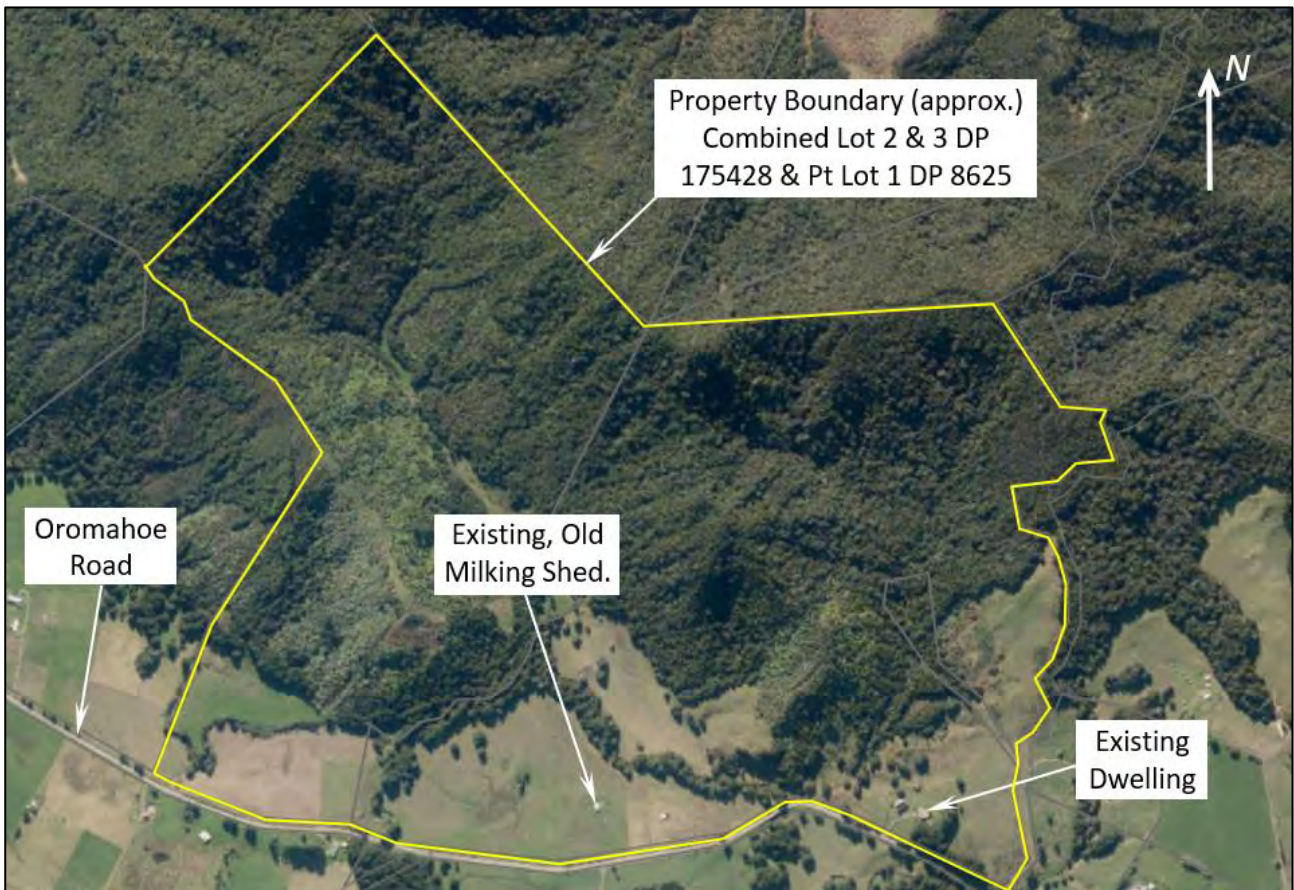 Property Boundary (approx.)
Combined Lot 2 & 3 DP
175428 & Pt Lot 1 DP 8625
N
Oromahoe
Road
Existing, Old
Milking Shed.
Existing
Dwelling